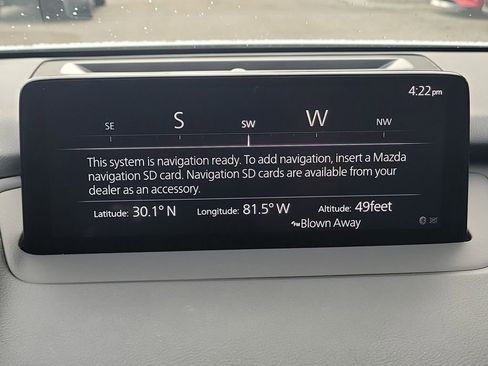 4:22pm
SE S SW W NW
This system is navigation ready. To add navigation, insert a Mazda
navigation SD card. Navigation SD cards are available from your
dealer as an accessory.
Latitude: 30.1° N Longitude: 81.5° W Altitude: 49feet
Blown Away